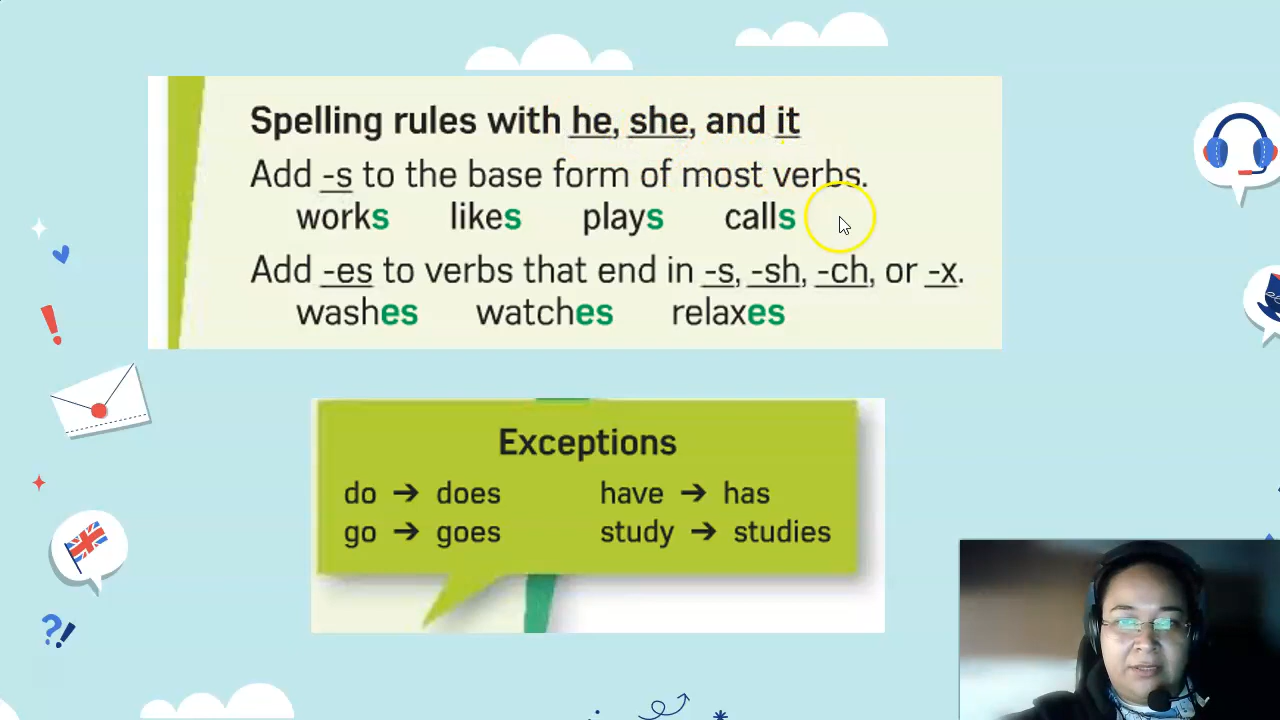 Spelling rules with he, she, and it
Add -s to the base form of most verbs.
works likes plays calls
Add -es to verbs that end in -s, -sh, -ch, or -x.
washes watches relaxes
Exceptions
do → does have → has
go → goes study → studies
?!